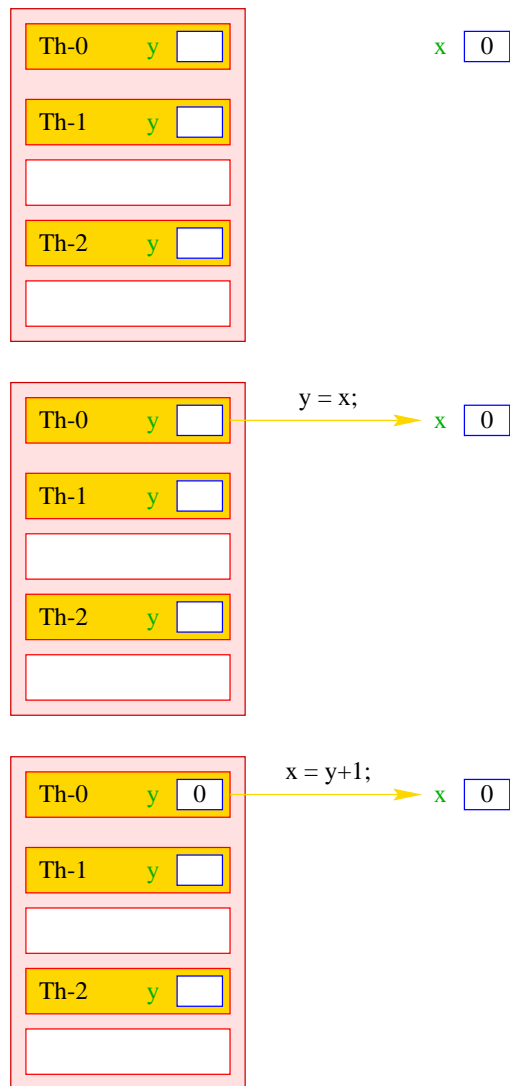 Th-0 y x 0
Th-1 y
Th-2 y
y = x;
Th-0 y x 0
Th-1 y
Th-2 y
x = y+1;
Th-0 y 0 x 0
Th-1 y
Th-2 y